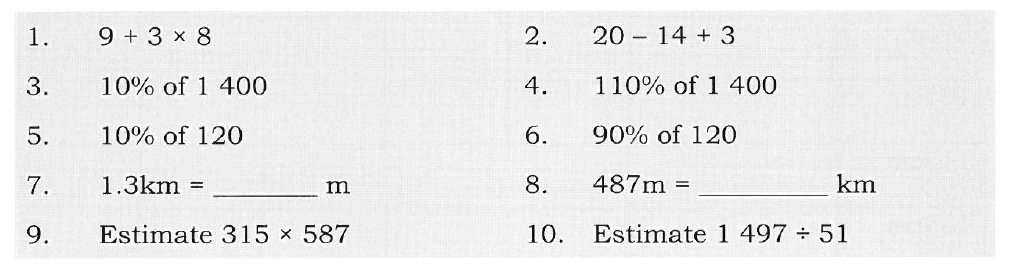 1. 9 + 3 × 8 2. 20 – 14 + 3
3. 10% of 1 400 4. 110% of 1 400
5. 10% of 120 6. 90% of 120
7. 1.3km = ________ m 8. 487m = __________ km
9. Estimate 315 × 587 10. Estimate 1 497 ÷ 51